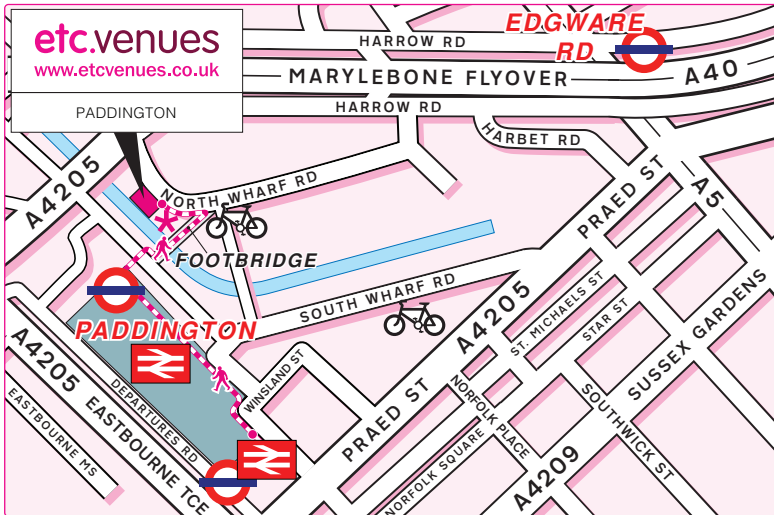 etc.venues
www.etcvenues.co.uk
PADDINGTON
EDGWARE
RD
HARROW RD
MARYLEBONE FLYOVER
A40
HARROW RD
HARBET RD
A4205
NORTH WHARF RD
PRAED ST
A5
FOOTBRIDGE
SOUTH WHARF RD
A4205
ST. MICHAELS ST
STAR ST
SUSSEX GARDENS
PADDINGTON
A4205
EASTBOURNE TCE
DEPARTURES RD
EASTBOURNE MS
WINSLAND ST
PRAED ST
NORFOLK PLACE
NORFOLK SQUARE
SOUTHWICK ST
A4209